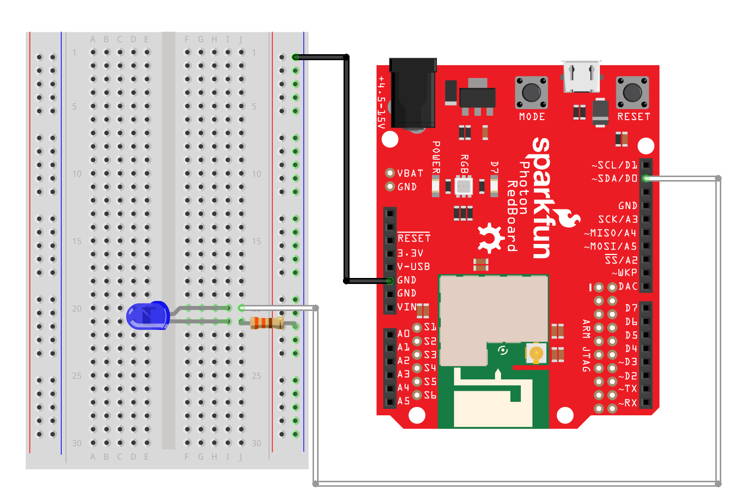 A B C D E F G H I J
1 1
5 5
10 10
15 15
20 20
25 25
30 30
A B C D E F G H I J
+4.5-15V
MODE
RESET
POWER
RGB
D7
sparkfun
Photon
RedBoard
VBAT
GND
RESET
3.3V
V-USB
GND
GND
VIN
A0
A1
A2
A3
A4
A5
S1
S2
S3
S4
S5
S6
~SCL/D1
~SDA/D0
GND
SCK/A3
~MISO/A4
~MOSI/A5
SS/A2
~WKP
DAC
1
ARM JTAG
D7
D6
D5
D4
~D3
~D2
~TX
~RX